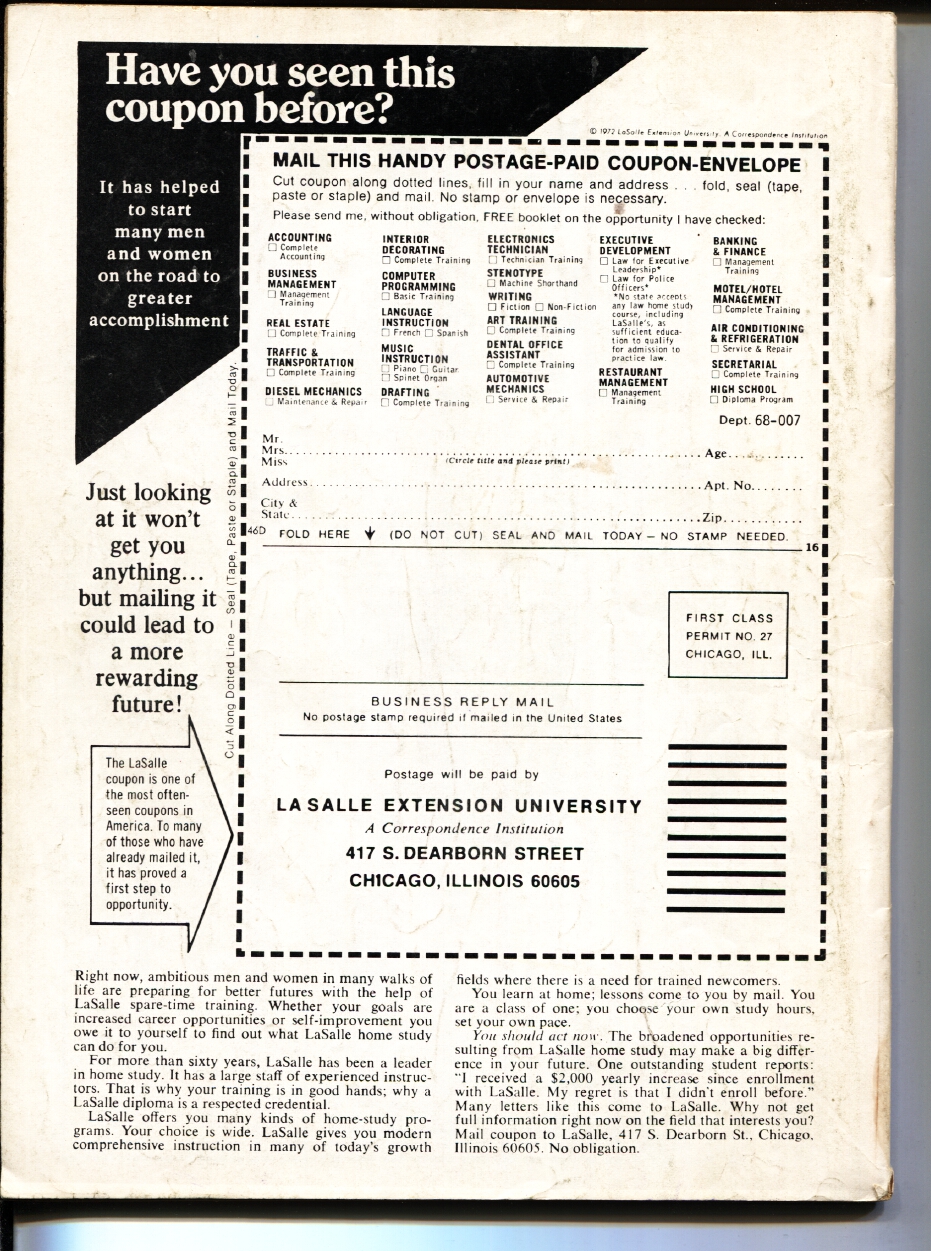 Have you seen this
coupon before?
It has helped
to start
many men
and women
on the road to
greater
accomplishment
Just looking
at it won't
get you
anything...
but mailing it
could lead to
a more
rewarding
future!
The LaSalle
coupon is one of
the most often-
seen coupons in
America. To many
of those who have
already mailed it,
it has proved a
first step to
opportunity.
Cut Along Dotted Line — Seal (Tape, Paste or Staple) and Mail Today.
© 1972 LaSalle Extension University, A Correspondence Institution
MAIL THIS HANDY POSTAGE-PAID COUPON-ENVELOPE
Cut coupon along dotted lines, fill in your name and address . . . fold, seal (tape,
paste or staple) and mail. No stamp or envelope is necessary.
Please send me, without obligation, FREE booklet on the opportunity I have checked:
ACCOUNTING
☐ Complete
Accounting
BUSINESS
MANAGEMENT
☐ Management
Training
REAL ESTATE
☐ Complete Training
TRAFFIC &
TRANSPORTATION
☐ Complete Training
DIESEL MECHANICS
☐ Maintenance & Repair
INTERIOR
DECORATING
☐ Complete Training
COMPUTER
PROGRAMMING
☐ Basic Training
LANGUAGE
INSTRUCTION
☐ French ☐ Spanish
MUSIC
INSTRUCTION
☐ Piano ☐ Guitar
☐ Spinet Organ
DRAFTING
☐ Complete Training
ELECTRONICS
TECHNICIAN
☐ Technician Training
STENOTYPE
☐ Machine Shorthand
WRITING
☐ Fiction ☐ Non-Fiction
ART TRAINING
☐ Complete Training
DENTAL OFFICE
ASSISTANT
☐ Complete Training
AUTOMOTIVE
MECHANICS
☐ Service & Repair
EXECUTIVE
DEVELOPMENT
☐ Law for Executive
Leadership*
☐ Law for Police
Officers*
*No state accepts
any law home study
course, including
LaSalle's, as
sufficient educa-
tion to qualify
for admission to
practice law.
RESTAURANT
MANAGEMENT
☐ Management
Training
BANKING
& FINANCE
☐ Management
Training
MOTEL/HOTEL
MANAGEMENT
☐ Complete Training
AIR CONDITIONING
& REFRIGERATION
☐ Service & Repair
SECRETARIAL
☐ Complete Training
HIGH SCHOOL
☐ Diploma Program
Dept. 68-007
Mr.
Mrs. Age
Miss (Circle title and please print)
Address Apt. No.
City &
State Zip
46D FOLD HERE ↓ (DO NOT CUT) SEAL AND MAIL TODAY — NO STAMP NEEDED.
16
FIRST CLASS
PERMIT NO. 27
CHICAGO, ILL.
BUSINESS REPLY MAIL
No postage stamp required if mailed in the United States
Postage will be paid by
LA SALLE EXTENSION UNIVERSITY
A Correspondence Institution
417 S. DEARBORN STREET
CHICAGO, ILLINOIS 60605
Right now, ambitious men and women in many walks of
life are preparing for better futures with the help of
LaSalle spare-time training. Whether your goals are
increased career opportunities or self-improvement you
owe it to yourself to find out what LaSalle home study
can do for you.
For more than sixty years, LaSalle has been a leader
in home study. It has a large staff of experienced instruc-
tors. That is why your training is in good hands; why a
LaSalle diploma is a respected credential.
LaSalle offers you many kinds of home-study pro-
grams. Your choice is wide. LaSalle gives you modern
comprehensive instruction in many of today's growth
fields where there is a need for trained newcomers.
You learn at home; lessons come to you by mail. You
are a class of one; you choose your own study hours,
set your own pace.
You should act now. The broadened opportunities re-
sulting from LaSalle home study may make a big differ-
ence in your future. One outstanding student reports:
"I received a $2,000 yearly increase since enrollment
with LaSalle. My regret is that I didn't enroll before."
Many letters like this come to LaSalle. Why not get
full information right now on the field that interests you?
Mail coupon to LaSalle, 417 S. Dearborn St., Chicago,
Illinois 60605. No obligation.